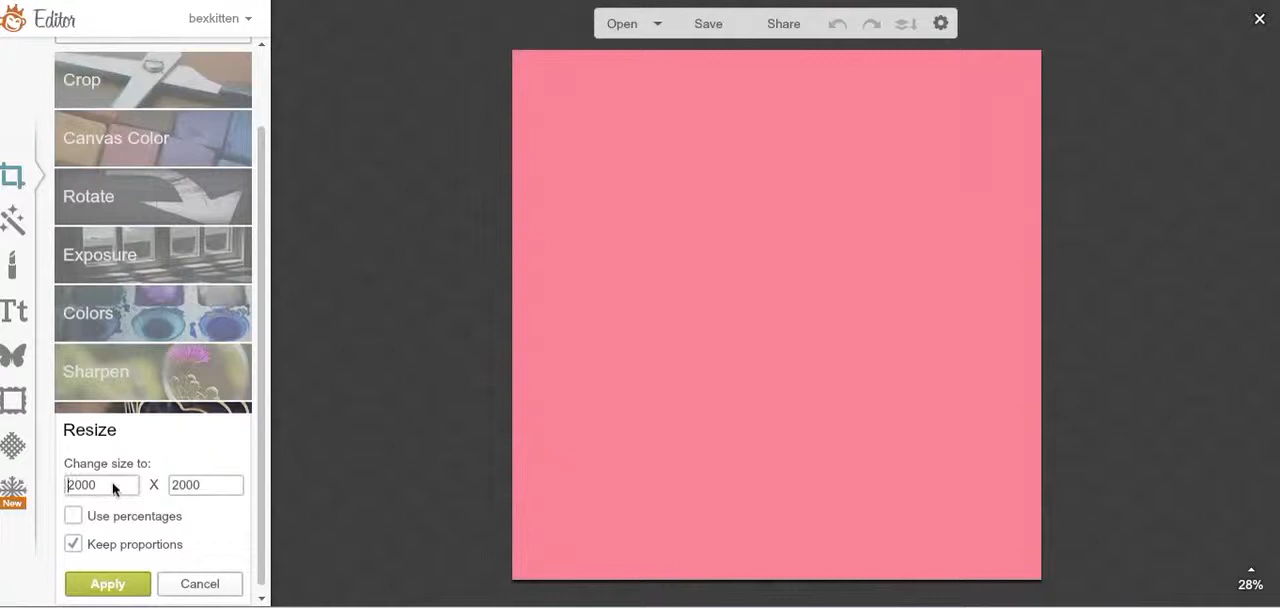 Editor
bexkitten
Open
Save
Share
Crop
Canvas Color
Rotate
Exposure
Colors
Sharpen
Resize
Change size to:
2000 X 2000
Use percentages
Keep proportions
Apply
Cancel
Tt
New
28%